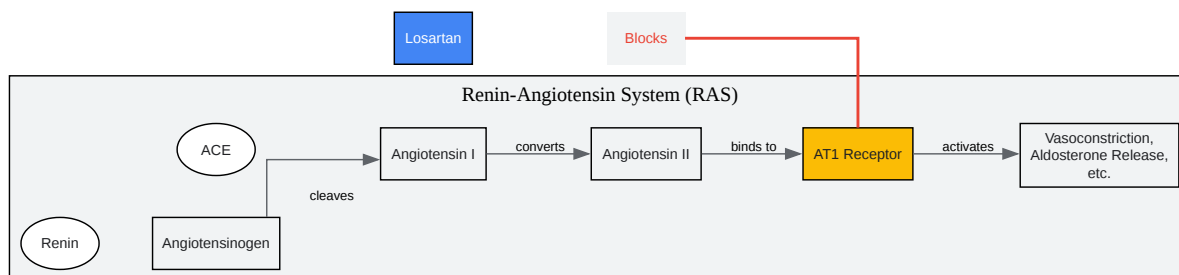 Losartan
Blocks
Renin-Angiotensin System (RAS)
ACE
Angiotensin I
converts
Angiotensin II
binds to
AT1 Receptor
activates
Vasoconstriction,
Aldosterone Release,
etc.
cleaves
Renin
Angiotensinogen